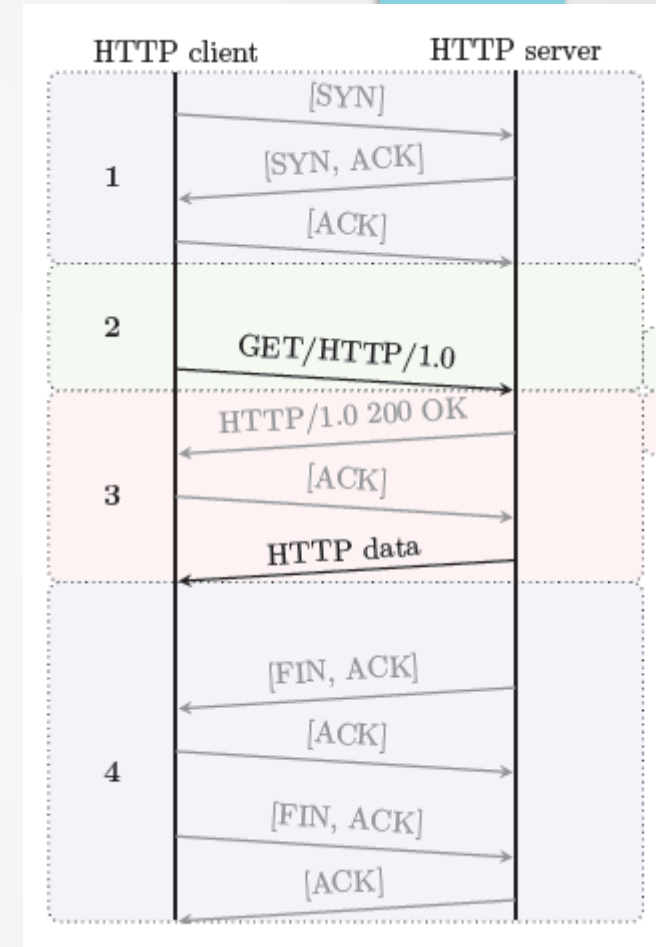 HTTP client HTTP server
[SYN]
1
[SYN, ACK]
[ACK]
2
GET/HTTP/1.0
HTTP/1.0 200 OK
[ACK]
3
HTTP data
[FIN, ACK]
[ACK]
4
[FIN, ACK]
[ACK]